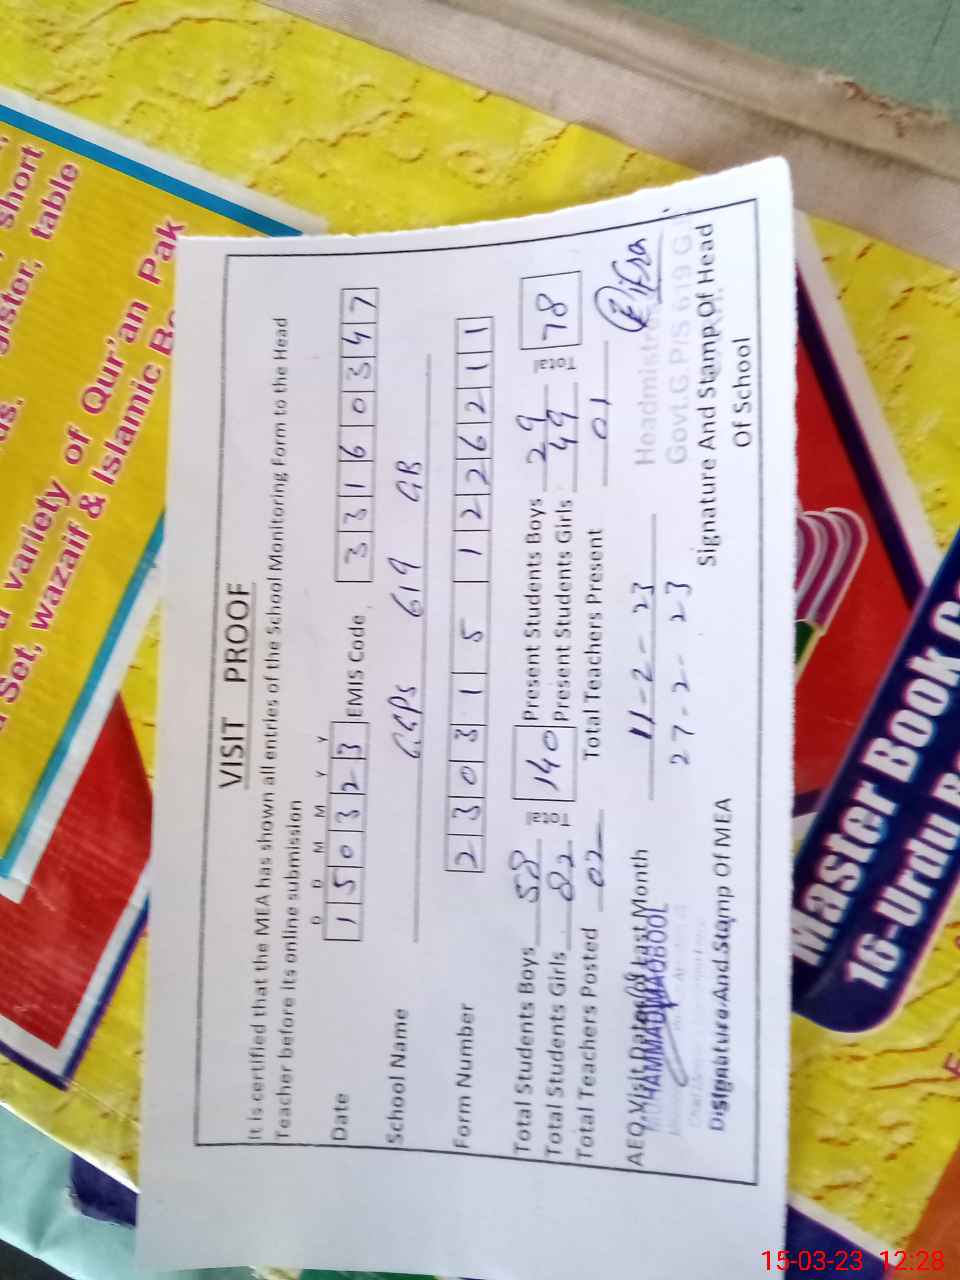 VISIT PROOF
It is certified that the MEA has shown all entries of the School Monitoring Form to the Head
Teacher before its online submission
D D M M Y Y
Date 1 5 0 3 2 3 EMIS Code 3 3 1 6 0 3 4 7
School Name GGPS 619 GB
Form Number 2 3 0 3 1 5 1 2 2 6 2 1 1
Total Students Boys 58 Total 140 Present Students Boys 29 Total 78
Total Students Girls 82 Present Students Girls 49
Total Teachers Posted 02 Total Teachers Present 01
AEO Visit Dates Of Last Month 11-2-23
27-2-23
MUHAMMAD MAQBOOL
Headmistress
Govt.G.P/S 619 G.B
Signature And Stamp Of MEA
Signature And Stamp Of Head
Of School
short
gister, table
variety of Qur'an Pak
Set, wazaif & Islamic
Master Book
16-Urdu
15-03-23 12:28